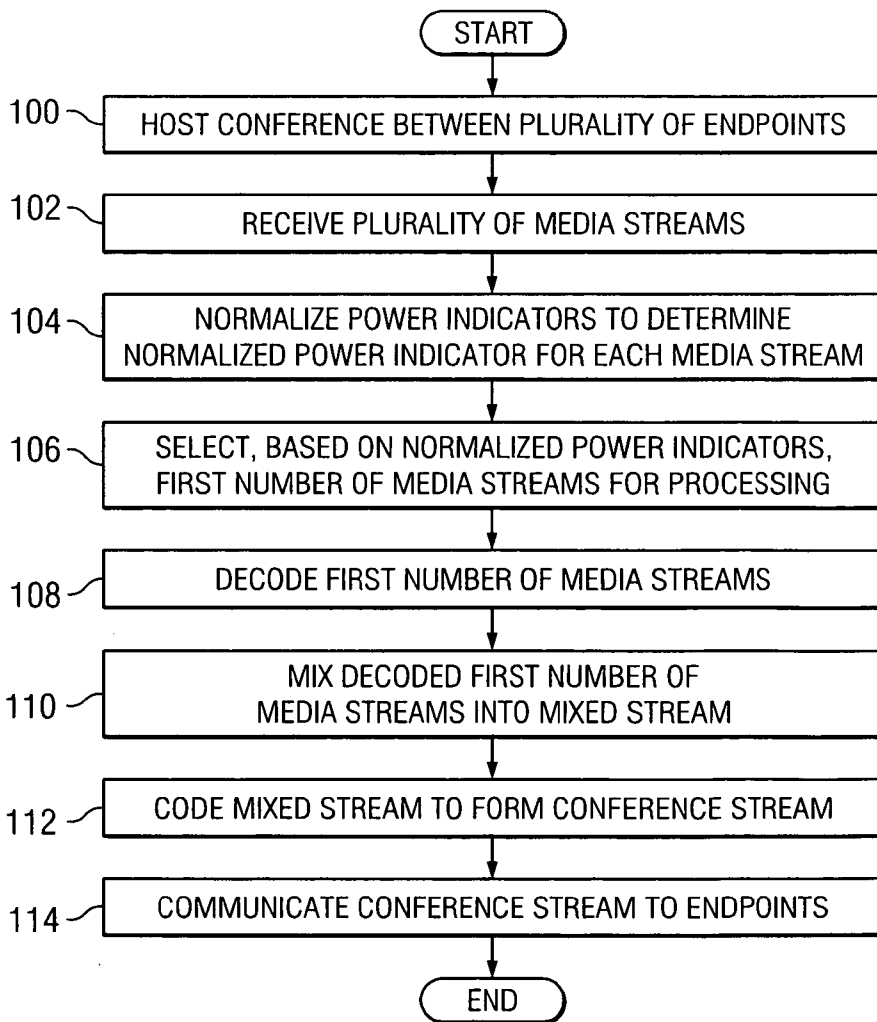 START
100
HOST CONFERENCE BETWEEN PLURALITY OF ENDPOINTS
102
RECEIVE PLURALITY OF MEDIA STREAMS
104
NORMALIZE POWER INDICATORS TO DETERMINE
NORMALIZED POWER INDICATOR FOR EACH MEDIA STREAM
106
SELECT, BASED ON NORMALIZED POWER INDICATORS,
FIRST NUMBER OF MEDIA STREAMS FOR PROCESSING
108
DECODE FIRST NUMBER OF MEDIA STREAMS
110
MIX DECODED FIRST NUMBER OF
MEDIA STREAMS INTO MIXED STREAM
112
CODE MIXED STREAM TO FORM CONFERENCE STREAM
114
COMMUNICATE CONFERENCE STREAM TO ENDPOINTS
END